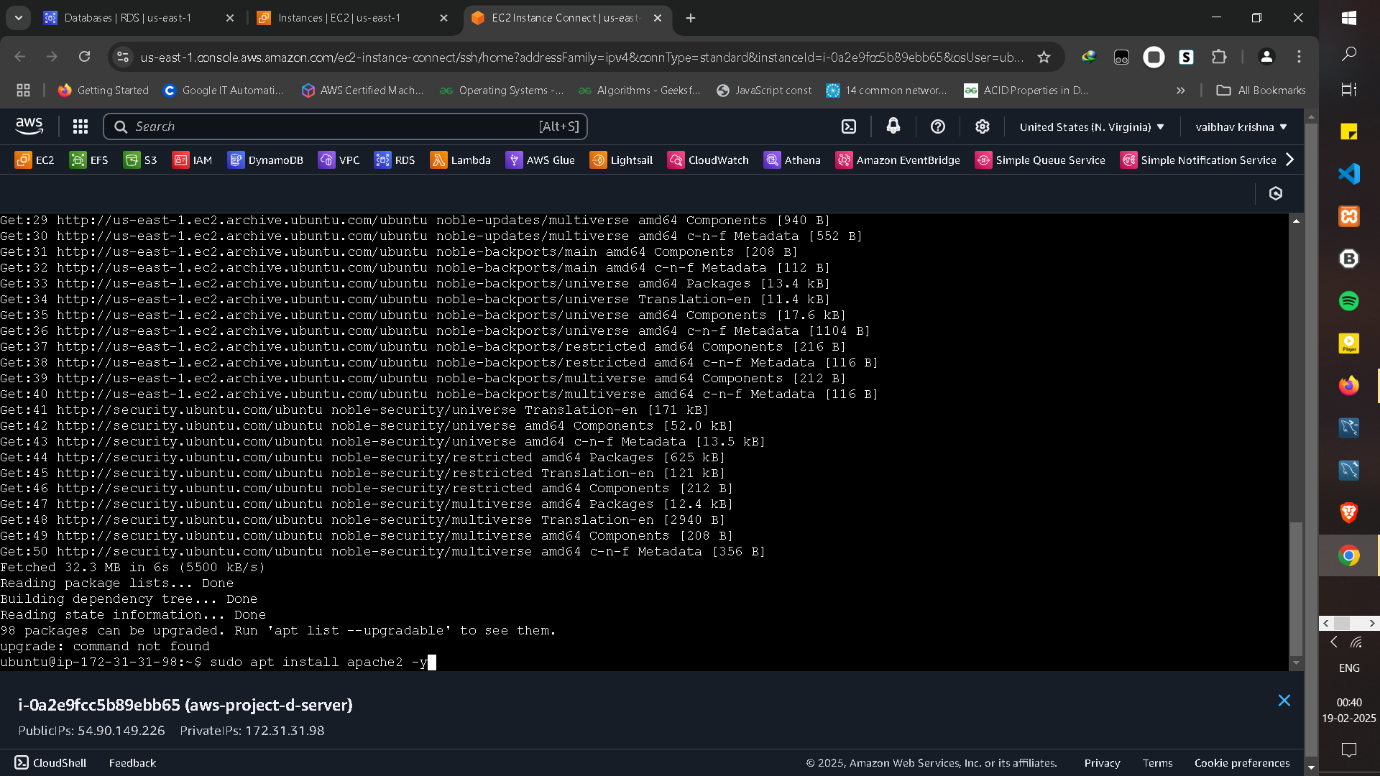 Databases | RDS | us-east-1
Instances | EC2 | us-east-1
EC2 Instance Connect | us-east-
us-east-1.console.aws.amazon.com/ec2-instance-connect/ssh/home?addressFamily=ipv4&connType=standard&instanceId=i-0a2e9fcc5b89ebb65&osUser=ub...
Getting Started
Google IT Automati...
AWS Certified Mach...
Operating Systems -...
Algorithms - Geeksf...
JavaScript const
14 common networ...
ACID Properties in D...
All Bookmarks
aws
Search
[Alt+S]
United States (N. Virginia)
vaibhav krishna
EC2
EFS
S3
IAM
DynamoDB
VPC
RDS
Lambda
AWS Glue
Lightsail
CloudWatch
Athena
Amazon EventBridge
Simple Queue Service
Simple Notification Service
Get:29 http://us-east-1.ec2.archive.ubuntu.com/ubuntu noble-updates/multiverse amd64 Components [940 B]
Get:30 http://us-east-1.ec2.archive.ubuntu.com/ubuntu noble-updates/multiverse amd64 c-n-f Metadata [552 B]
Get:31 http://us-east-1.ec2.archive.ubuntu.com/ubuntu noble-backports/main amd64 Components [208 B]
Get:32 http://us-east-1.ec2.archive.ubuntu.com/ubuntu noble-backports/main amd64 c-n-f Metadata [112 B]
Get:33 http://us-east-1.ec2.archive.ubuntu.com/ubuntu noble-backports/universe amd64 Packages [13.4 kB]
Get:34 http://us-east-1.ec2.archive.ubuntu.com/ubuntu noble-backports/universe Translation-en [11.4 kB]
Get:35 http://us-east-1.ec2.archive.ubuntu.com/ubuntu noble-backports/universe amd64 Components [17.6 kB]
Get:36 http://us-east-1.ec2.archive.ubuntu.com/ubuntu noble-backports/universe amd64 c-n-f Metadata [1104 B]
Get:37 http://us-east-1.ec2.archive.ubuntu.com/ubuntu noble-backports/restricted amd64 Components [216 B]
Get:38 http://us-east-1.ec2.archive.ubuntu.com/ubuntu noble-backports/restricted amd64 c-n-f Metadata [116 B]
Get:39 http://us-east-1.ec2.archive.ubuntu.com/ubuntu noble-backports/multiverse amd64 Components [212 B]
Get:40 http://us-east-1.ec2.archive.ubuntu.com/ubuntu noble-backports/multiverse amd64 c-n-f Metadata [116 B]
Get:41 http://security.ubuntu.com/ubuntu noble-security/universe Translation-en [171 kB]
Get:42 http://security.ubuntu.com/ubuntu noble-security/universe amd64 Components [52.0 kB]
Get:43 http://security.ubuntu.com/ubuntu noble-security/universe amd64 c-n-f Metadata [13.5 kB]
Get:44 http://security.ubuntu.com/ubuntu noble-security/restricted amd64 Packages [625 kB]
Get:45 http://security.ubuntu.com/ubuntu noble-security/restricted Translation-en [121 kB]
Get:46 http://security.ubuntu.com/ubuntu noble-security/restricted amd64 Components [212 B]
Get:47 http://security.ubuntu.com/ubuntu noble-security/multiverse amd64 Packages [12.4 kB]
Get:48 http://security.ubuntu.com/ubuntu noble-security/multiverse Translation-en [2940 B]
Get:49 http://security.ubuntu.com/ubuntu noble-security/multiverse amd64 Components [208 B]
Get:50 http://security.ubuntu.com/ubuntu noble-security/multiverse amd64 c-n-f Metadata [356 B]
Fetched 32.3 MB in 6s (5500 kB/s)
Reading package lists... Done
Building dependency tree... Done
Reading state information... Done
98 packages can be upgraded. Run 'apt list --upgradable' to see them.
upgrade: command not found
ubuntu@ip-172-31-31-98:~$ sudo apt install apache2 -y
i-0a2e9fcc5b89ebb65 (aws-project-d-server)
PublicIPs: 54.90.149.226
PrivateIPs: 172.31.31.98
CloudShell
Feedback
© 2025, Amazon Web Services, Inc. or its affiliates.
Privacy
Terms
Cookie preferences
ENG
00:40
19-02-2025